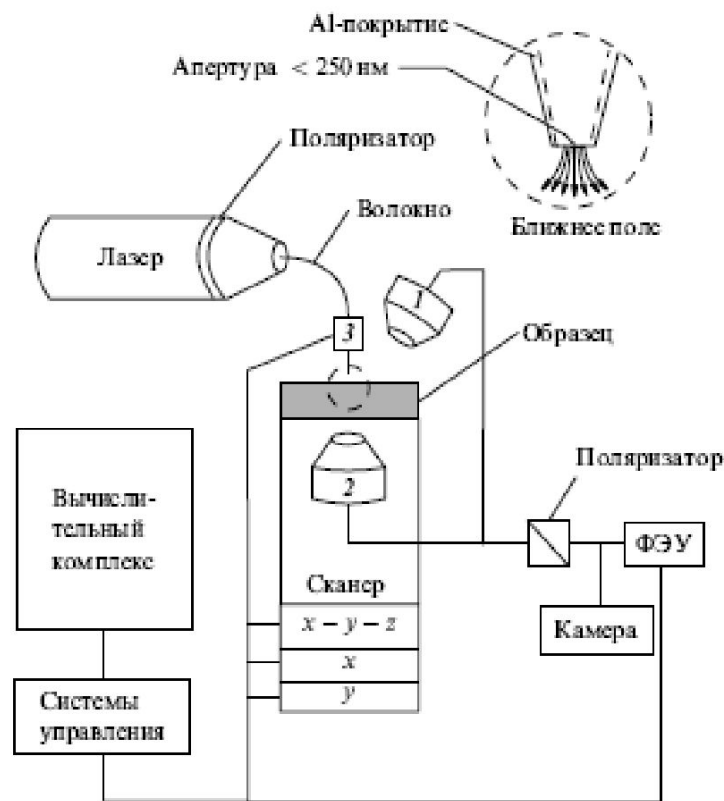 Al-покрытие
Апертура < 250 нм
Поляризатор
Волокно
Ближнее поле
Лазер
1
3
Образец
2
Поляризатор
Вычисли-
тельный
комплекс
ФЭУ
Сканер
x – y – z
Камера
x
Системы
управления
y